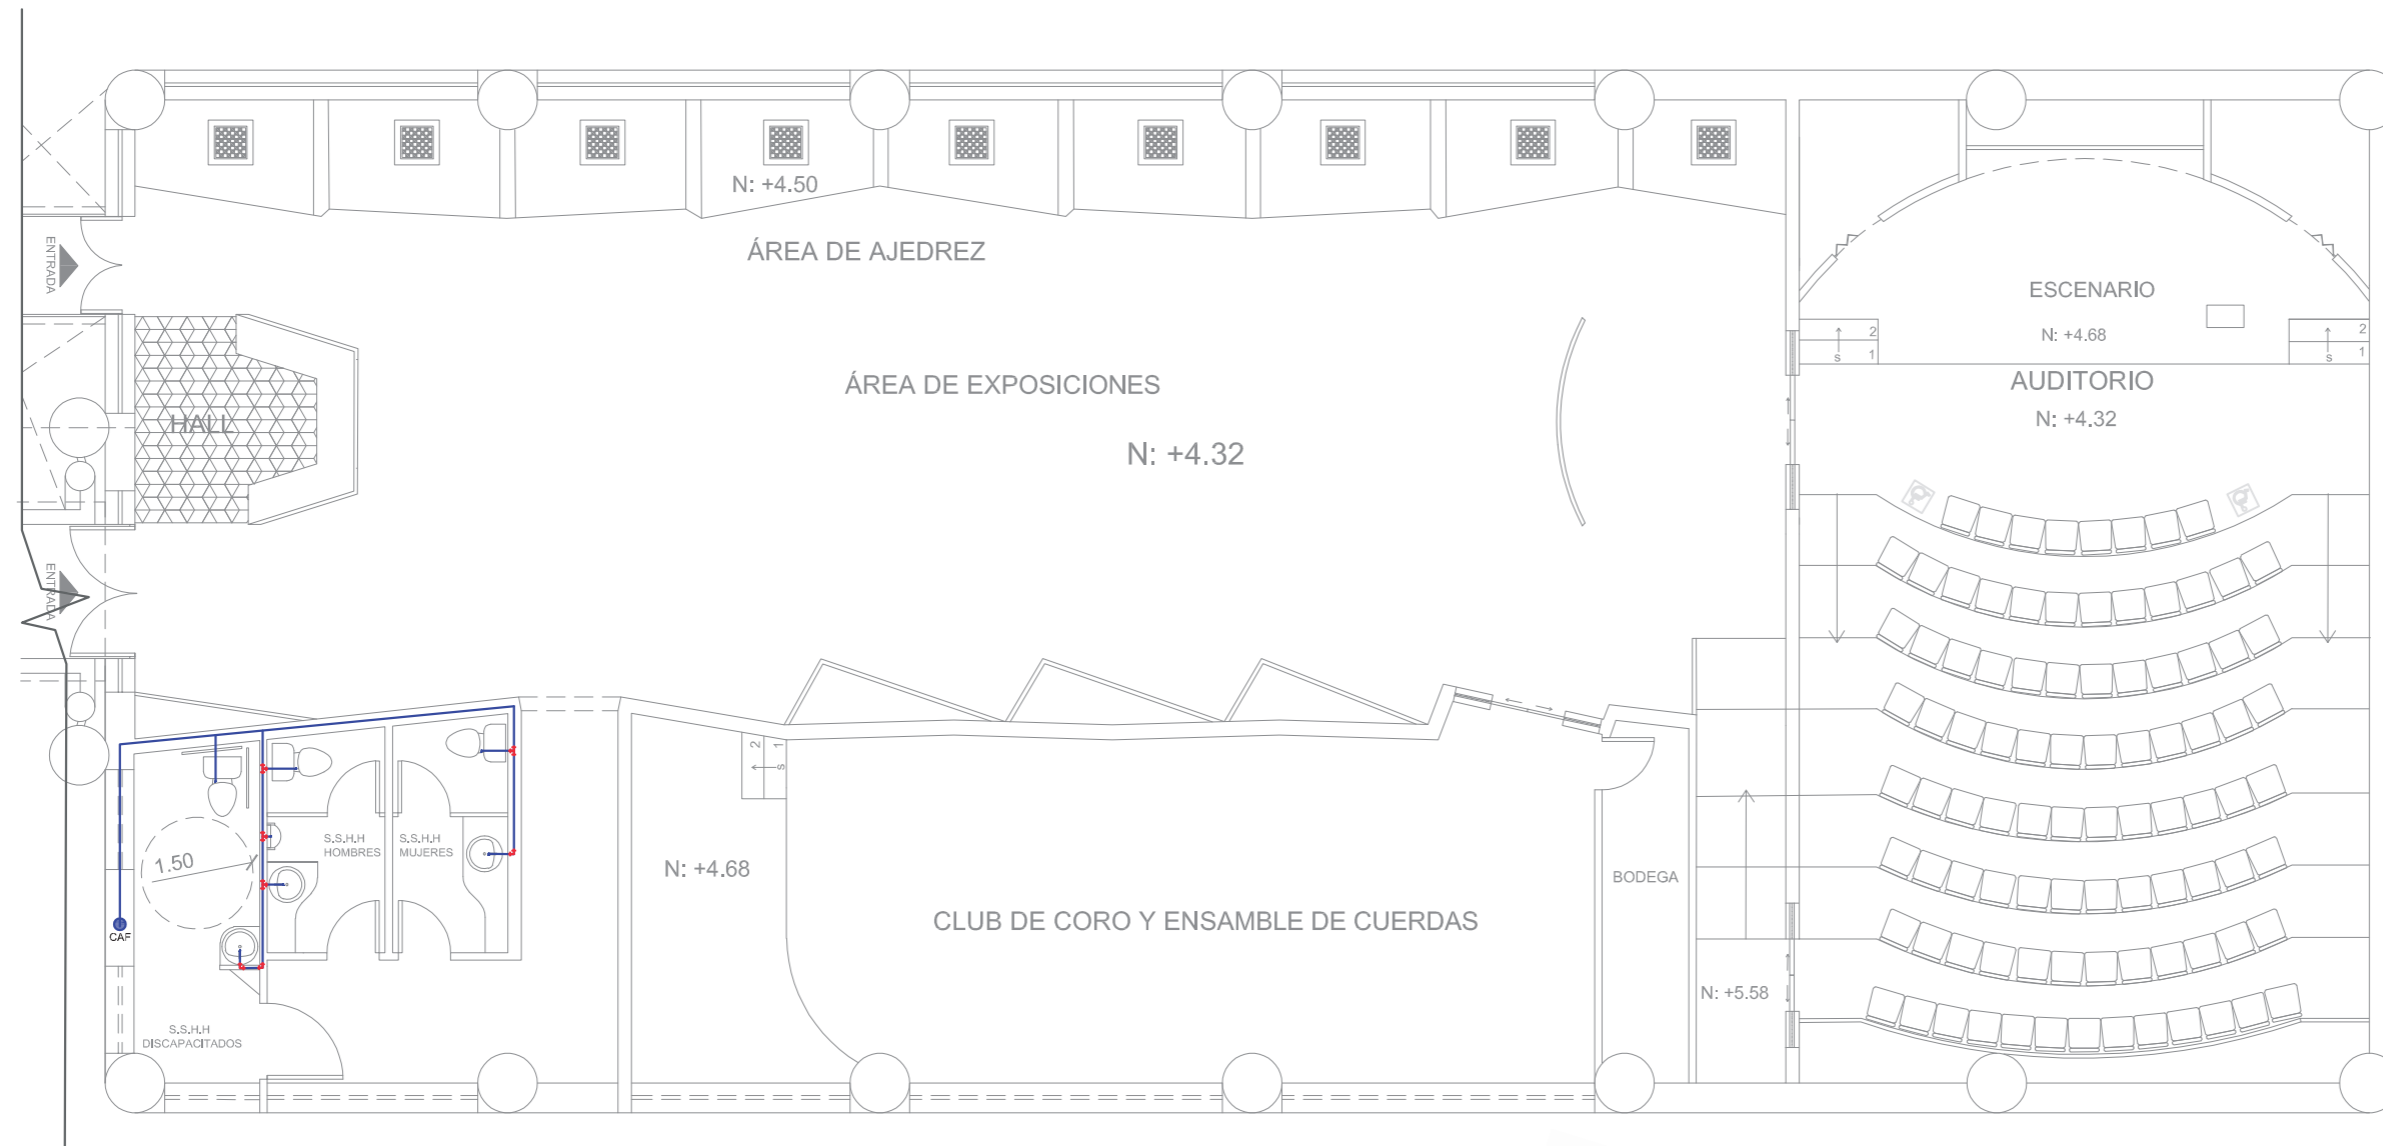 N: +4.50
ENTRADA
ÁREA DE AJEDREZ
ESCENARIO
N: +4.68
2
1
s
2
1
s
ÁREA DE EXPOSICIONES
AUDITORIO
N: +4.32
HALL
N: +4.32
ENTRADA
2
1
s
1.50
S.S.H.H
HOMBRES
S.S.H.H
MUJERES
N: +4.68
BODEGA
CLUB DE CORO Y ENSAMBLE DE CUERDAS
CAF
N: +5.58
S.S.H.H
DISCAPACITADOS